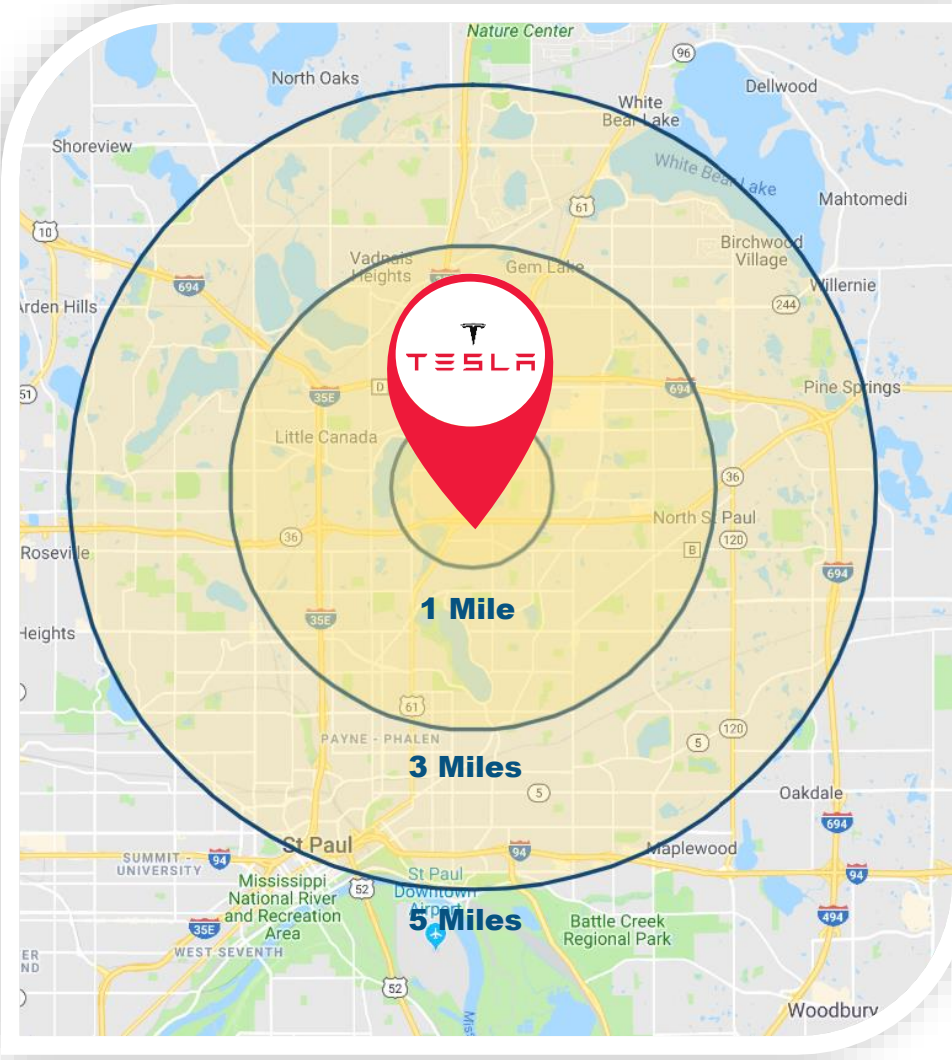 Nature Center
96
North Oaks
Dellwood
White
Bear Lake
Shoreview
White Bear Lake
Mahtomedi
61
10
Birchwood
Village
Vadnais
Heights
Gem Lake
694
Willernie
Arden Hills
244
TESLA
51
D
694
Pine Springs
35E
Little Canada
36
North St Paul
36
120
Roseville
B
694
1 Mile
35E
Heights
61
120
PAYNE - PHALEN
5
3 Miles
5
Oakdale
694
St Paul
94
Maplewood
SUMMIT -
UNIVERSITY
94
94
Mississippi
National River
and Recreation
Area
52
St Paul
Downtown
Airport
5 Miles
494
35E
Battle Creek
Regional Park
WEST SEVENTH
ER
ND
52
Mis
Woodbury